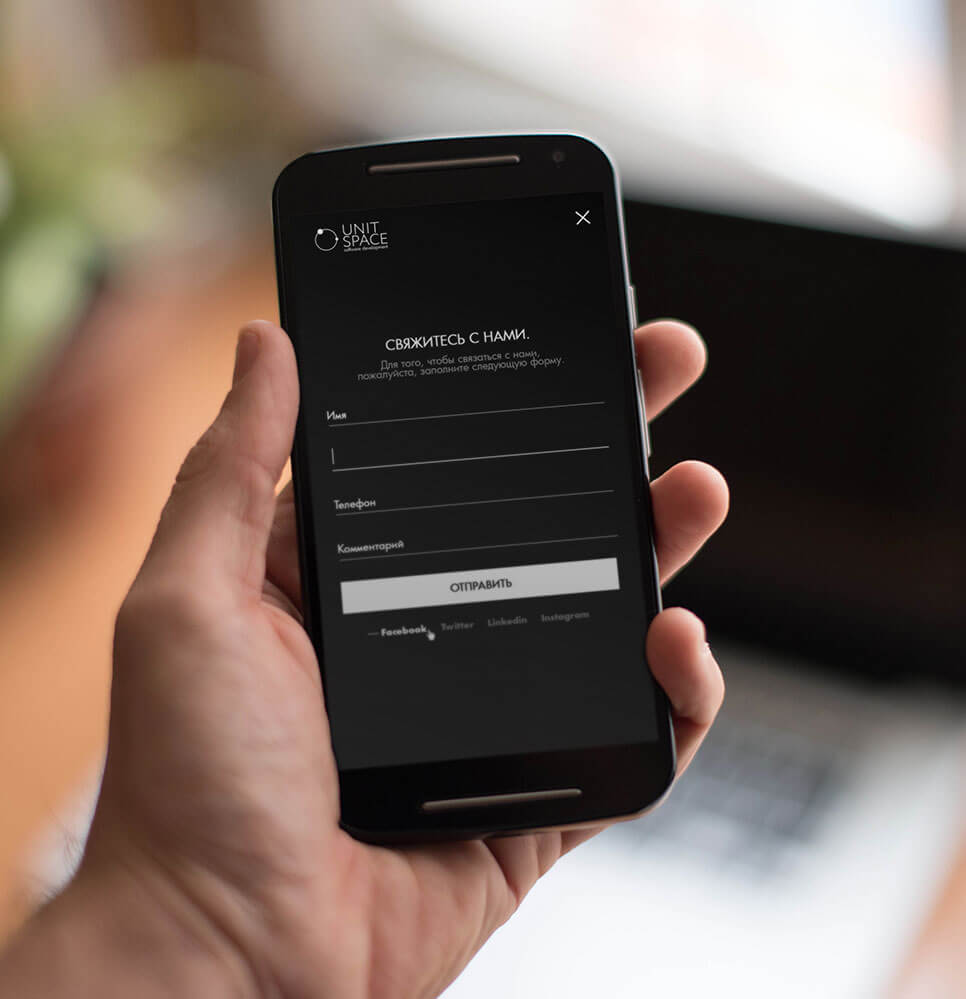 UNIT
SPACE
software development
СВЯЖИТЕСЬ С НАМИ.
Для того, чтобы связаться с нами,
пожалуйста, заполните следующую форму.
Имя
Телефон
Комментарий
ОТПРАВИТЬ
— Facebook Twitter Linkedin Instagram